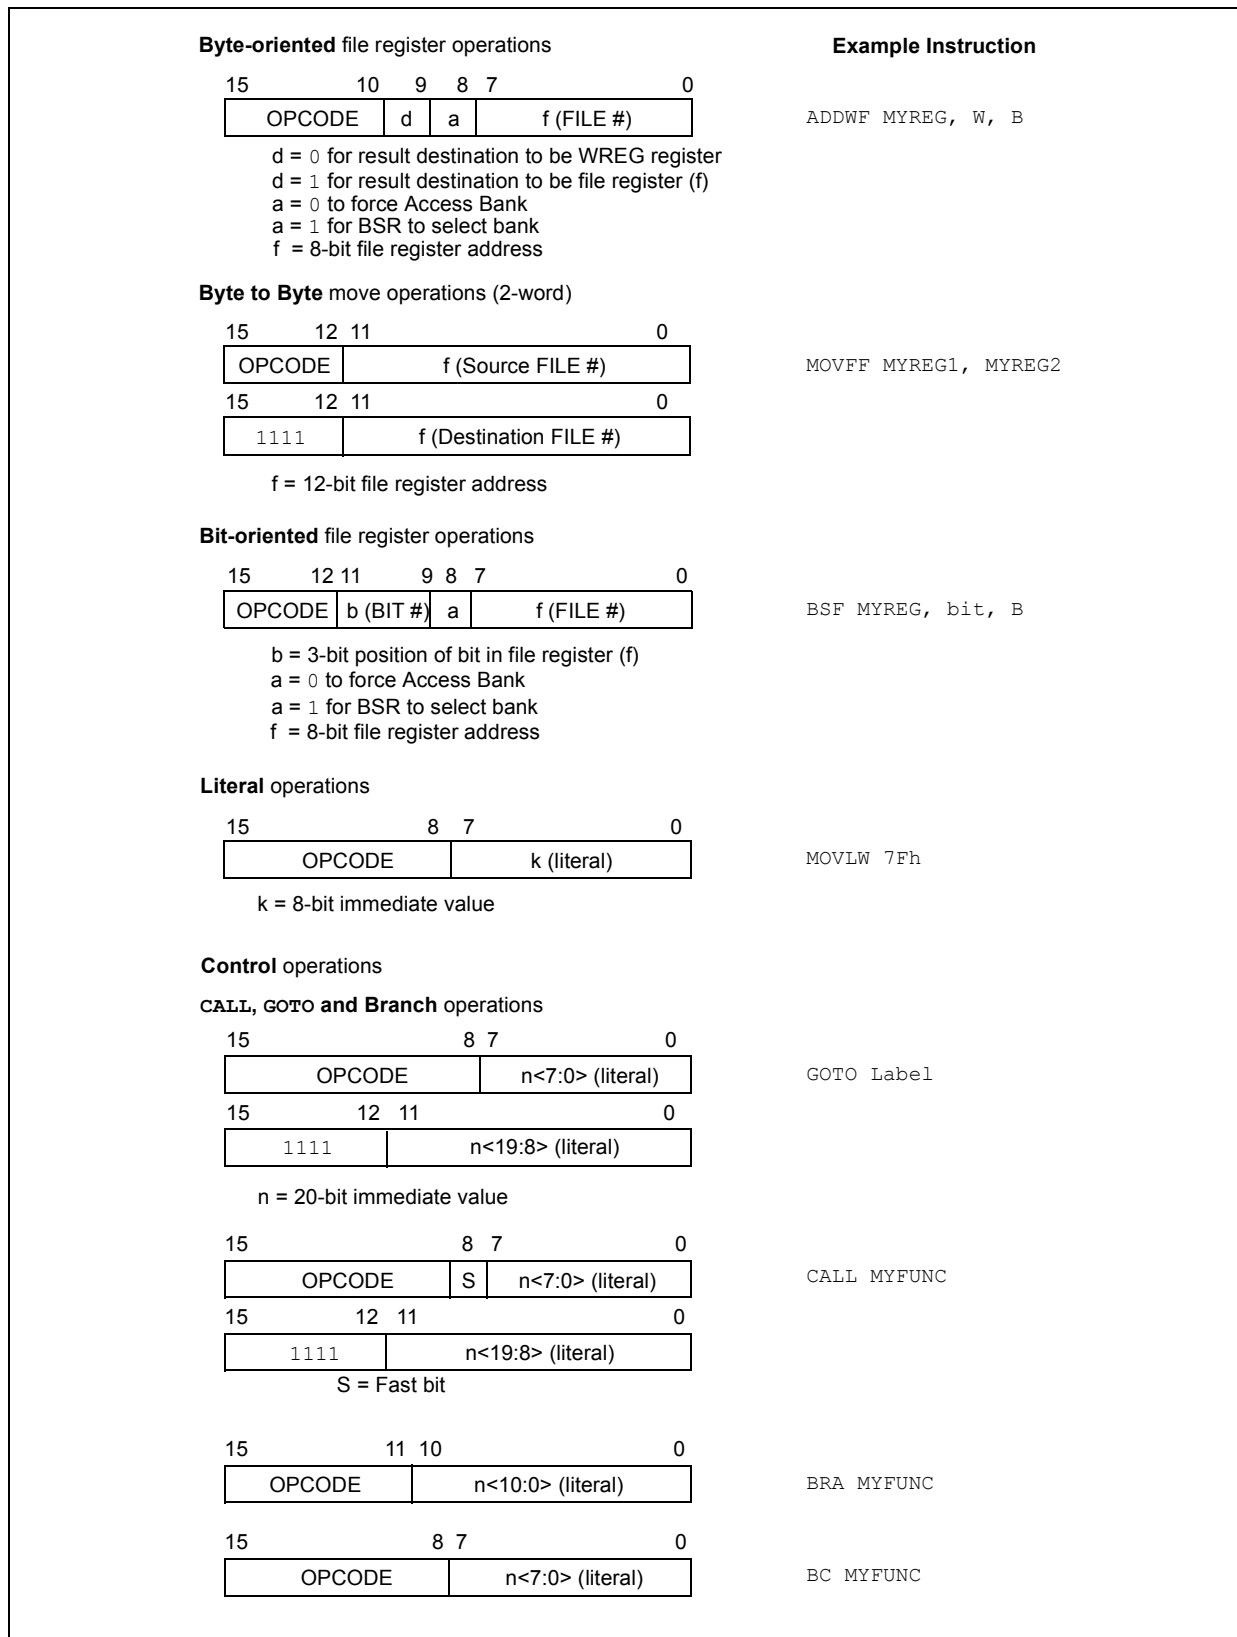 Byte-oriented file register operations Example Instruction
15 10 9 8 7 0
OPCODE d a f (FILE #) ADDWF MYREG, W, B
d = 0 for result destination to be WREG register
d = 1 for result destination to be file register (f)
a = 0 to force Access Bank
a = 1 for BSR to select bank
f = 8-bit file register address
Byte to Byte move operations (2-word)
15 12 11 0
OPCODE f (Source FILE #) MOVFF MYREG1, MYREG2
15 12 11 0
1111 f (Destination FILE #)
f = 12-bit file register address
Bit-oriented file register operations
15 12 11 9 8 7 0
OPCODE b (BIT #) a f (FILE #) BSF MYREG, bit, B
b = 3-bit position of bit in file register (f)
a = 0 to force Access Bank
a = 1 for BSR to select bank
f = 8-bit file register address
Literal operations
15 8 7 0
OPCODE k (literal) MOVLW 7Fh
k = 8-bit immediate value
Control operations
CALL, GOTO and Branch operations
15 8 7 0
OPCODE n<7:0> (literal) GOTO Label
15 12 11 0
1111 n<19:8> (literal)
n = 20-bit immediate value
15 8 7 0
OPCODE S n<7:0> (literal) CALL MYFUNC
15 12 11 0
1111 n<19:8> (literal)
S = Fast bit
15 11 10 0
OPCODE n<10:0> (literal) BRA MYFUNC
15 8 7 0
OPCODE n<7:0> (literal) BC MYFUNC